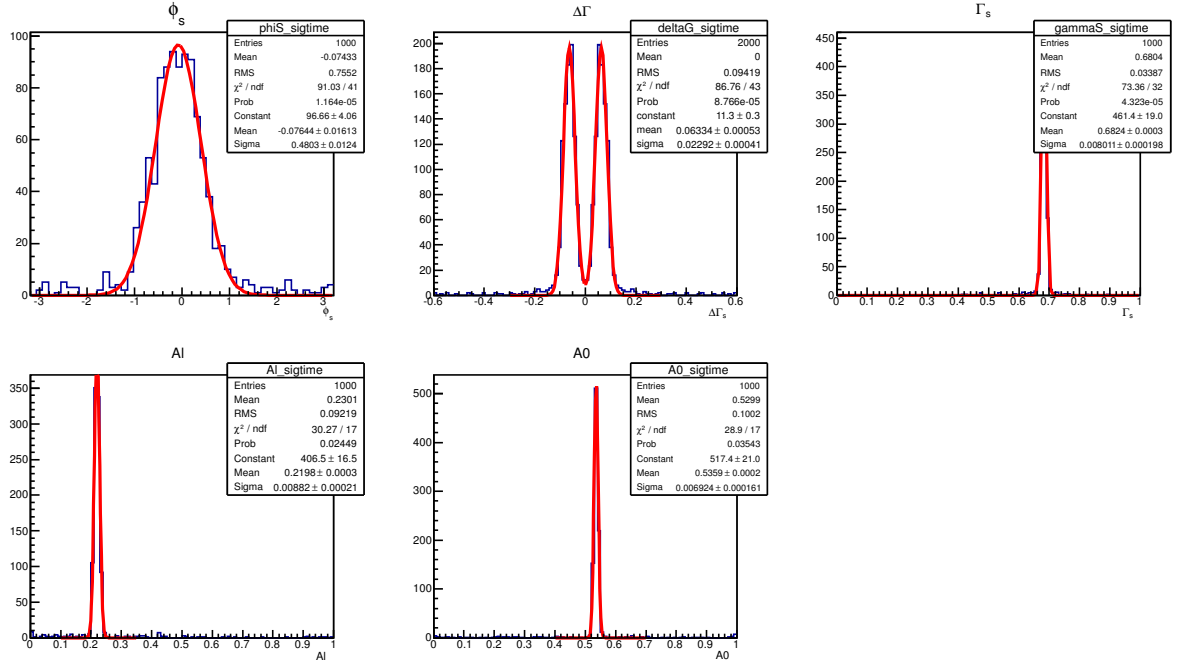 ϕs
phiS_sigtime
Entries 1000
Mean -0.07433
RMS 0.7552
χ² / ndf 91.03 / 41
Prob 1.164e-05
Constant 96.66 ± 4.06
Mean -0.07644 ± 0.01613
Sigma 0.4803 ± 0.0124
100
80
60
40
20
0
-3 -2 -1 0 1 2 3
ϕs
ΔΓ
deltaG_sigtime
Entries 2000
Mean 0
RMS 0.09419
χ² / ndf 86.76 / 43
Prob 8.766e-05
constant 11.3 ± 0.3
mean 0.06334 ± 0.00053
sigma 0.02292 ± 0.00041
200
180
160
140
120
100
80
60
40
20
0
-0.6 -0.4 -0.2 0 0.2 0.4 0.6
ΔΓs
Γs
gammaS_sigtime
Entries 1000
Mean 0.6804
RMS 0.03387
χ² / ndf 73.36 / 32
Prob 4.323e-05
Constant 461.4 ± 19.0
Mean 0.6824 ± 0.0003
Sigma 0.008011 ± 0.000198
450
400
350
300
250
200
150
100
50
0
0 0.1 0.2 0.3 0.4 0.5 0.6 0.7 0.8 0.9 1
Γs
Al
Al_sigtime
Entries 1000
Mean 0.2301
RMS 0.09219
χ² / ndf 30.27 / 17
Prob 0.02449
Constant 406.5 ± 16.5
Mean 0.2198 ± 0.0003
Sigma 0.00882 ± 0.00021
350
300
250
200
150
100
50
0
0 0.1 0.2 0.3 0.4 0.5 0.6 0.7 0.8 0.9 1
Al
A0
A0_sigtime
Entries 1000
Mean 0.5299
RMS 0.1002
χ² / ndf 28.9 / 17
Prob 0.03543
Constant 517.4 ± 21.0
Mean 0.5359 ± 0.0002
Sigma 0.006924 ± 0.000161
500
400
300
200
100
0
0 0.1 0.2 0.3 0.4 0.5 0.6 0.7 0.8 0.9 1
A0